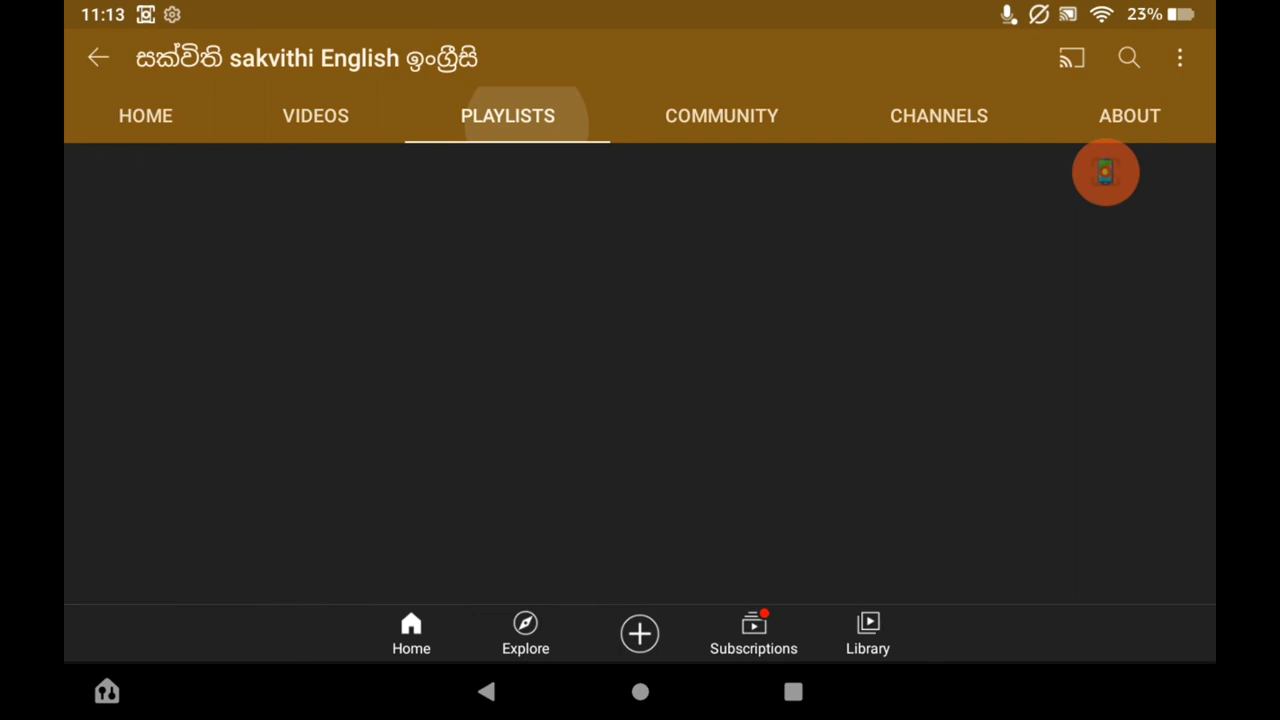 11:13 23%
සක්විති sakvithi English ඉංග්‍රීසි
HOME VIDEOS PLAYLISTS COMMUNITY CHANNELS ABOUT
Home Explore Subscriptions Library